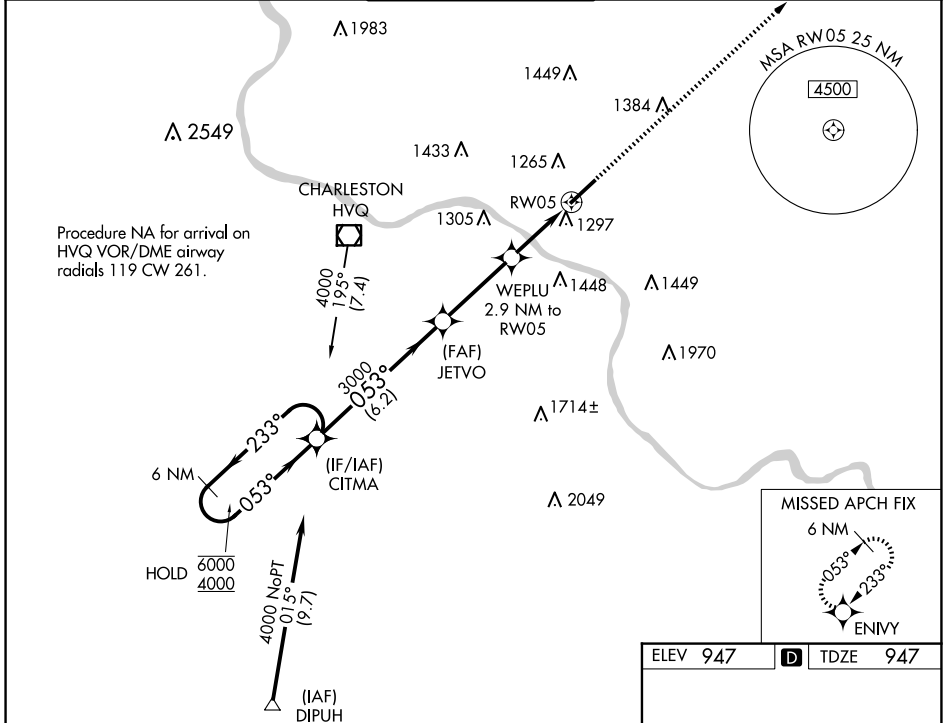 1983
MSA RW05 25 NM
4500
1449
1384
2549
1433
1265
CHARLESTON
HVQ
RW05
1305
1297
Procedure NA for arrival on
HVQ VOR/DME airway
radials 119 CW 261.
4000
195°
(7.4)
WEPLU
2.9 NM to
RW05
1448
1449
(FAF)
JETVO
1970
3000
053°
(6.2)
1714±
233°
053°
6 NM
(IF/IAF)
CITMA
2049
HOLD
6000
4000
4000 NoPT
015°
(9.7)
(IAF)
DIPUH
MISSED APCH FIX
6 NM
053°
233°
ENIVY
ELEV 947
D
TDZE 947